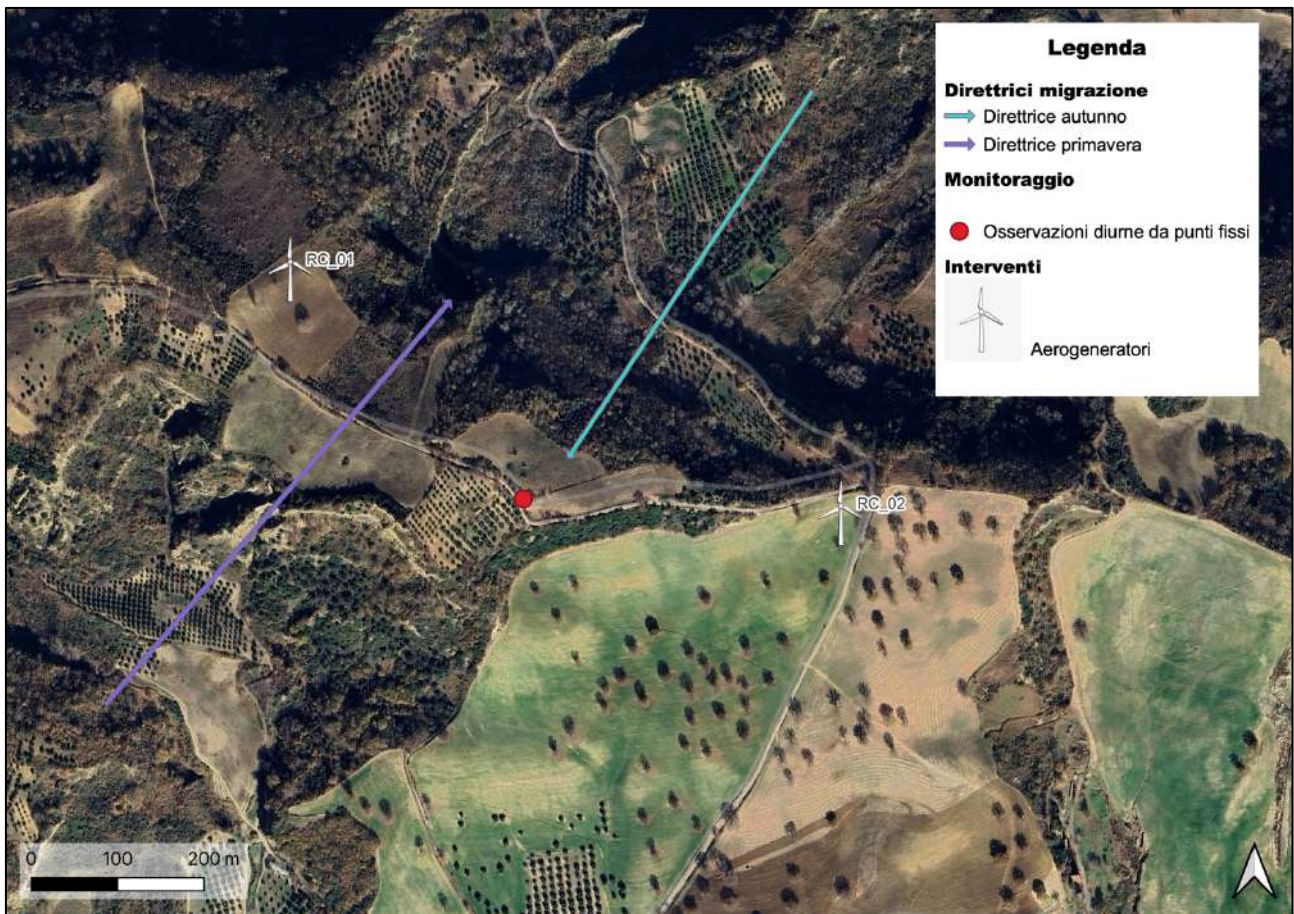 Legenda
Direttrici migrazione
Direttrice autunno
Direttrice primavera
Monitoraggio
Osservazioni diurne da punti fissi
Interventi
Aerogeneratori
RC_01
RC_02
0 100 200 m